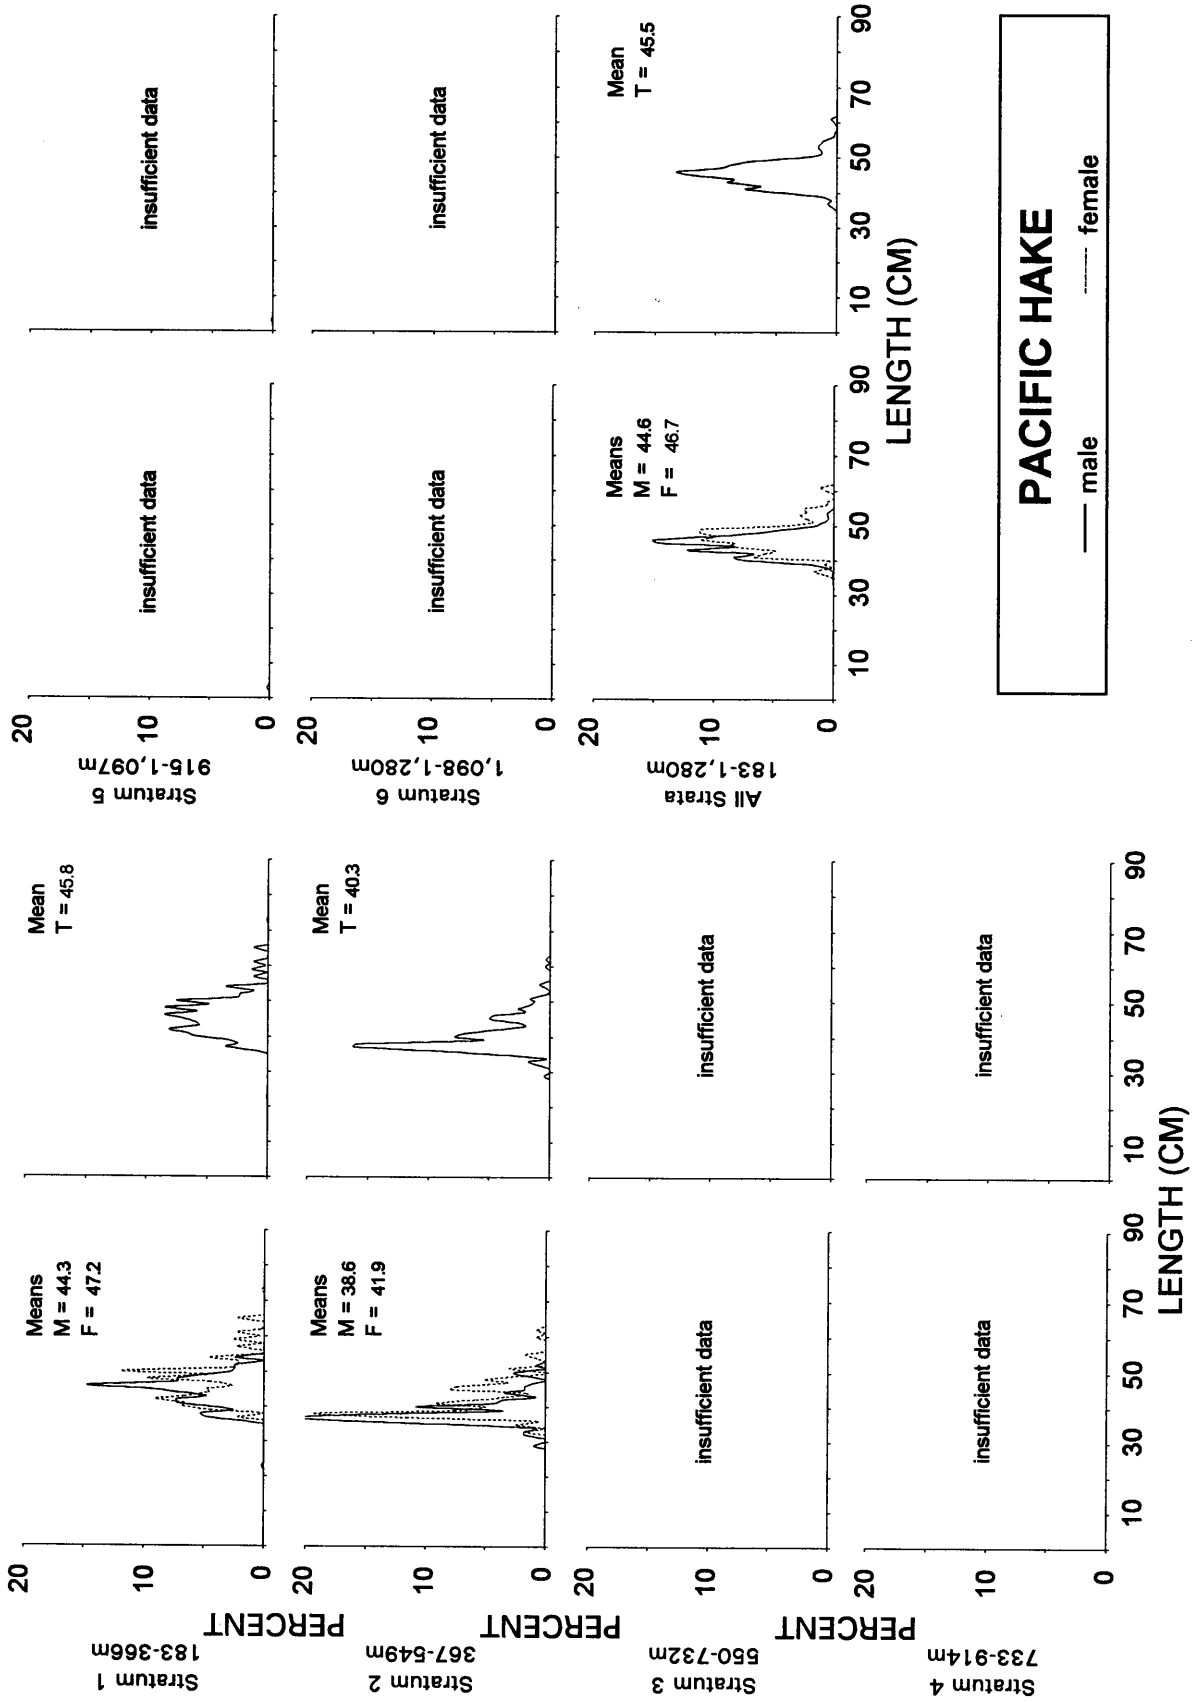 Stratum 1
183-366m
PERCENT
20
10
0
Means
M = 44.3
F = 47.2
Mean
T = 45.8
Stratum 2
367-549m
PERCENT
20
10
0
Means
M = 38.6
F = 41.9
Mean
T = 40.3
Stratum 3
550-732m
PERCENT
20
10
0
insufficient data
insufficient data
Stratum 4
733-914m
PERCENT
20
10
0
insufficient data
insufficient data
10 30 50 70 90
10 30 50 70 90
LENGTH (CM)
Stratum 5
915-1,097m
20
10
0
insufficient data
insufficient data
Stratum 6
1,098-1,280m
20
10
0
insufficient data
insufficient data
All Strata
183-1,280m
20
10
0
Means
M = 44.6
F = 46.7
Mean
T = 45.5
10 30 50 70 90
10 30 50 70 90
LENGTH (CM)
PACIFIC HAKE
male
female